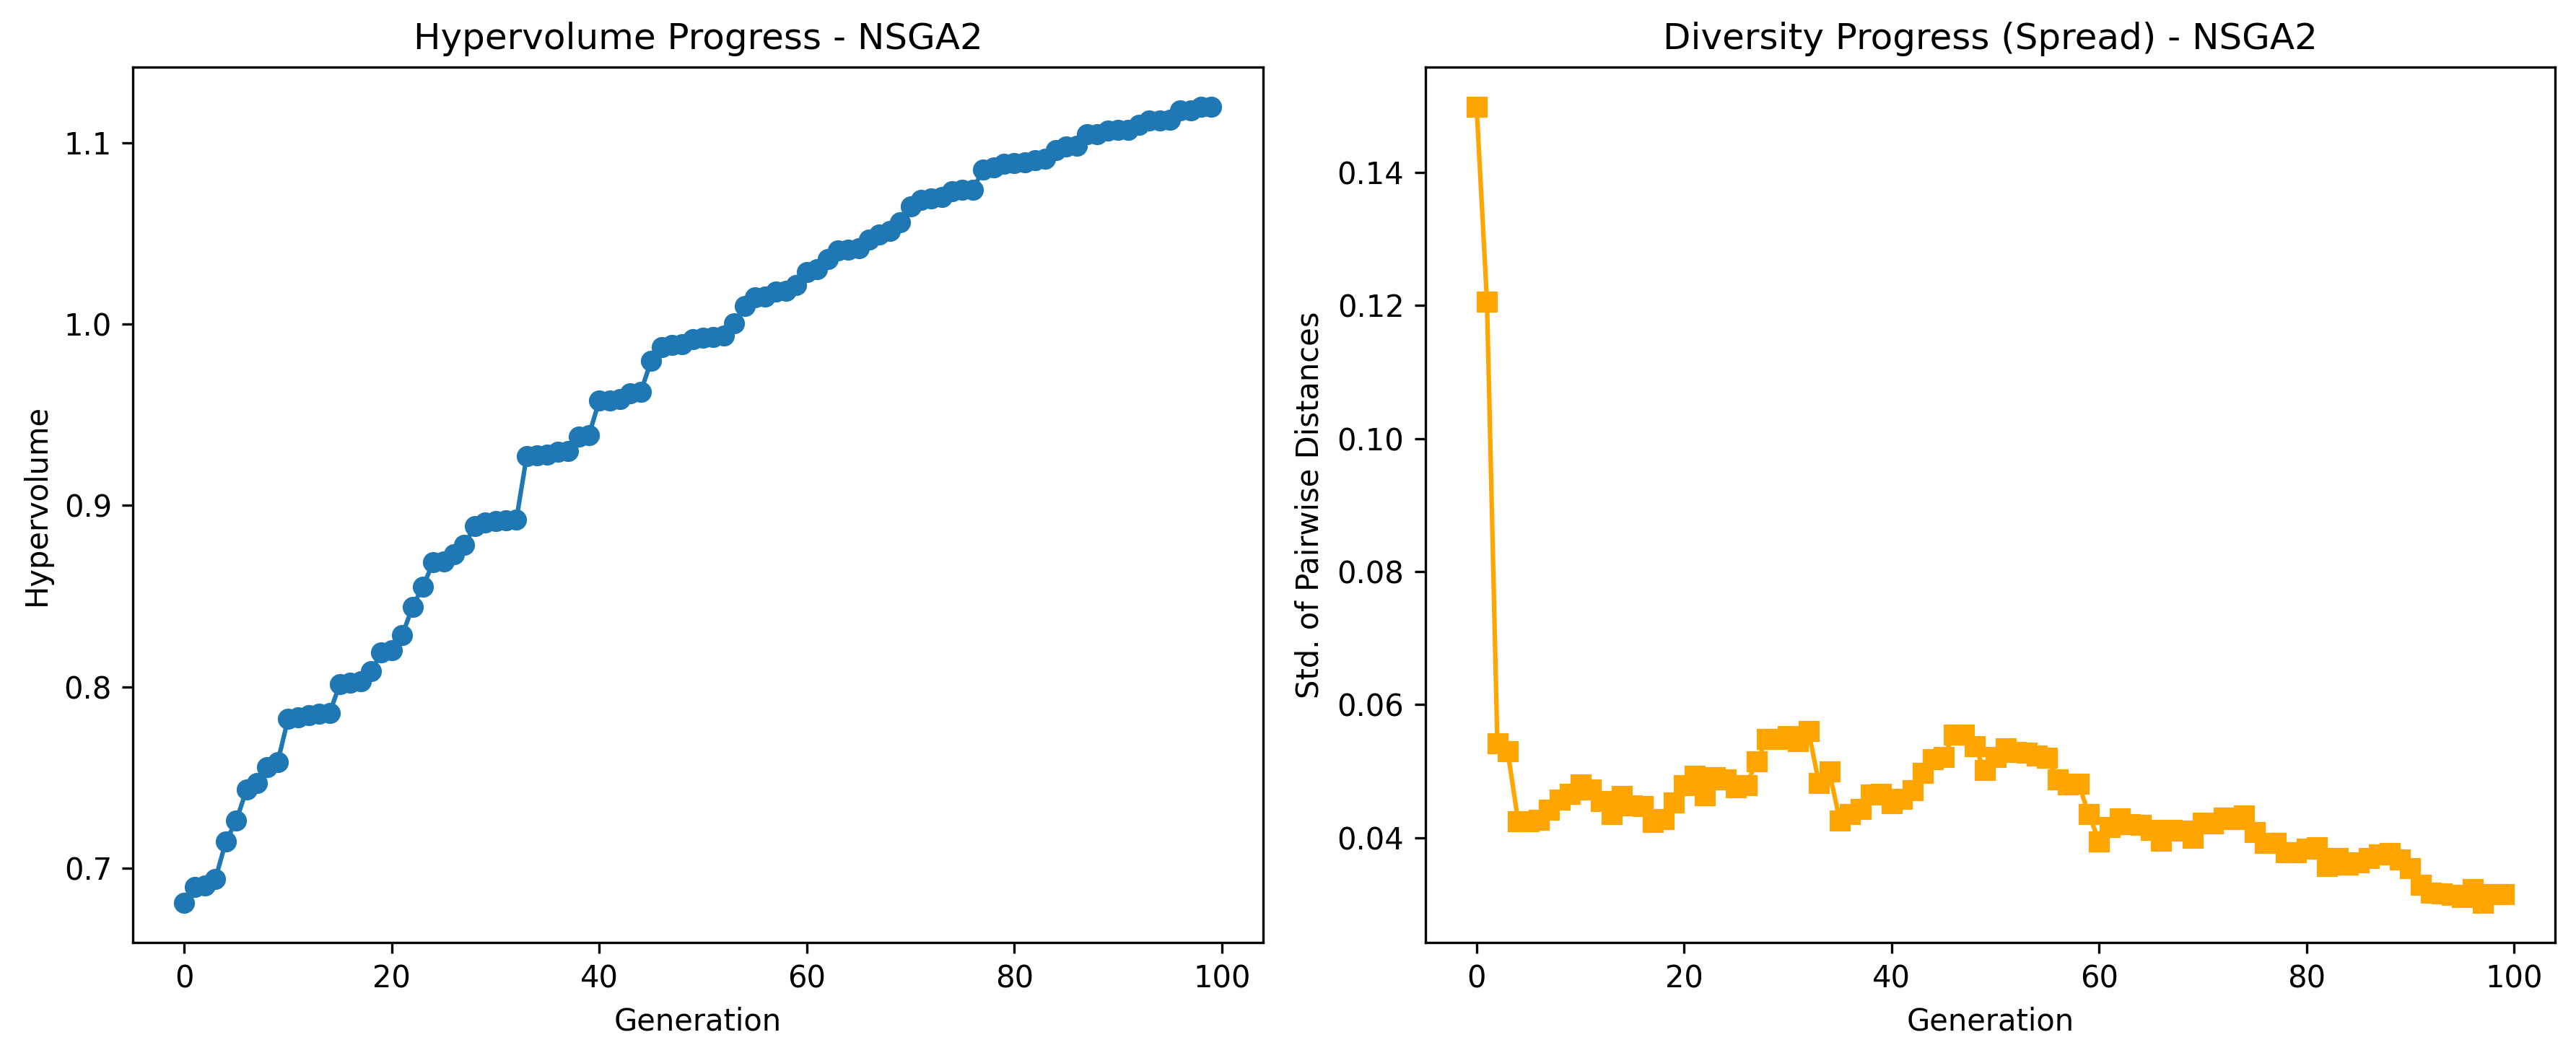 Hypervolume Progress - NSGA2
Hypervolume
1.1
1.0
0.9
0.8
0.7
0 20 40 60 80 100
Generation
Diversity Progress (Spread) - NSGA2
Std. of Pairwise Distances
0.14
0.12
0.10
0.08
0.06
0.04
0 20 40 60 80 100
Generation